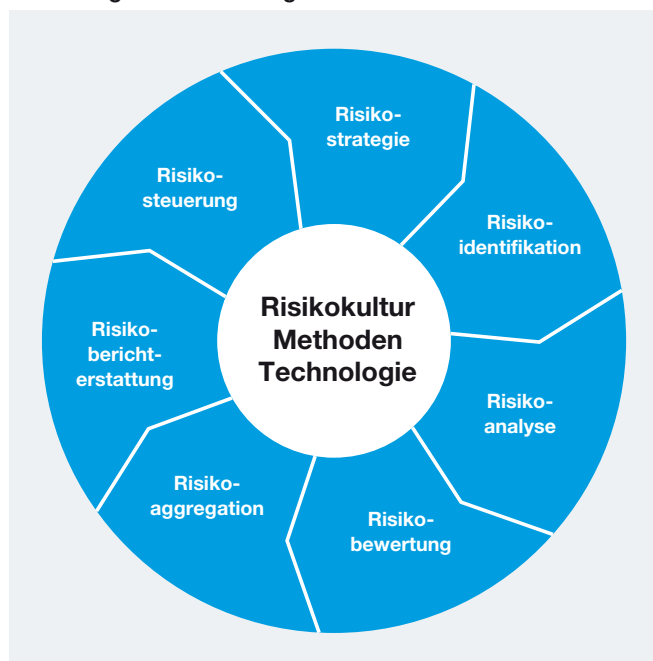 Risiko-
strategie
Risiko-
identifikation
Risiko-
analyse
Risiko-
bewertung
Risiko-
aggregation
Risiko-
bericht-
erstattung
Risiko-
steuerung
Risikokultur
Methoden
Technologie